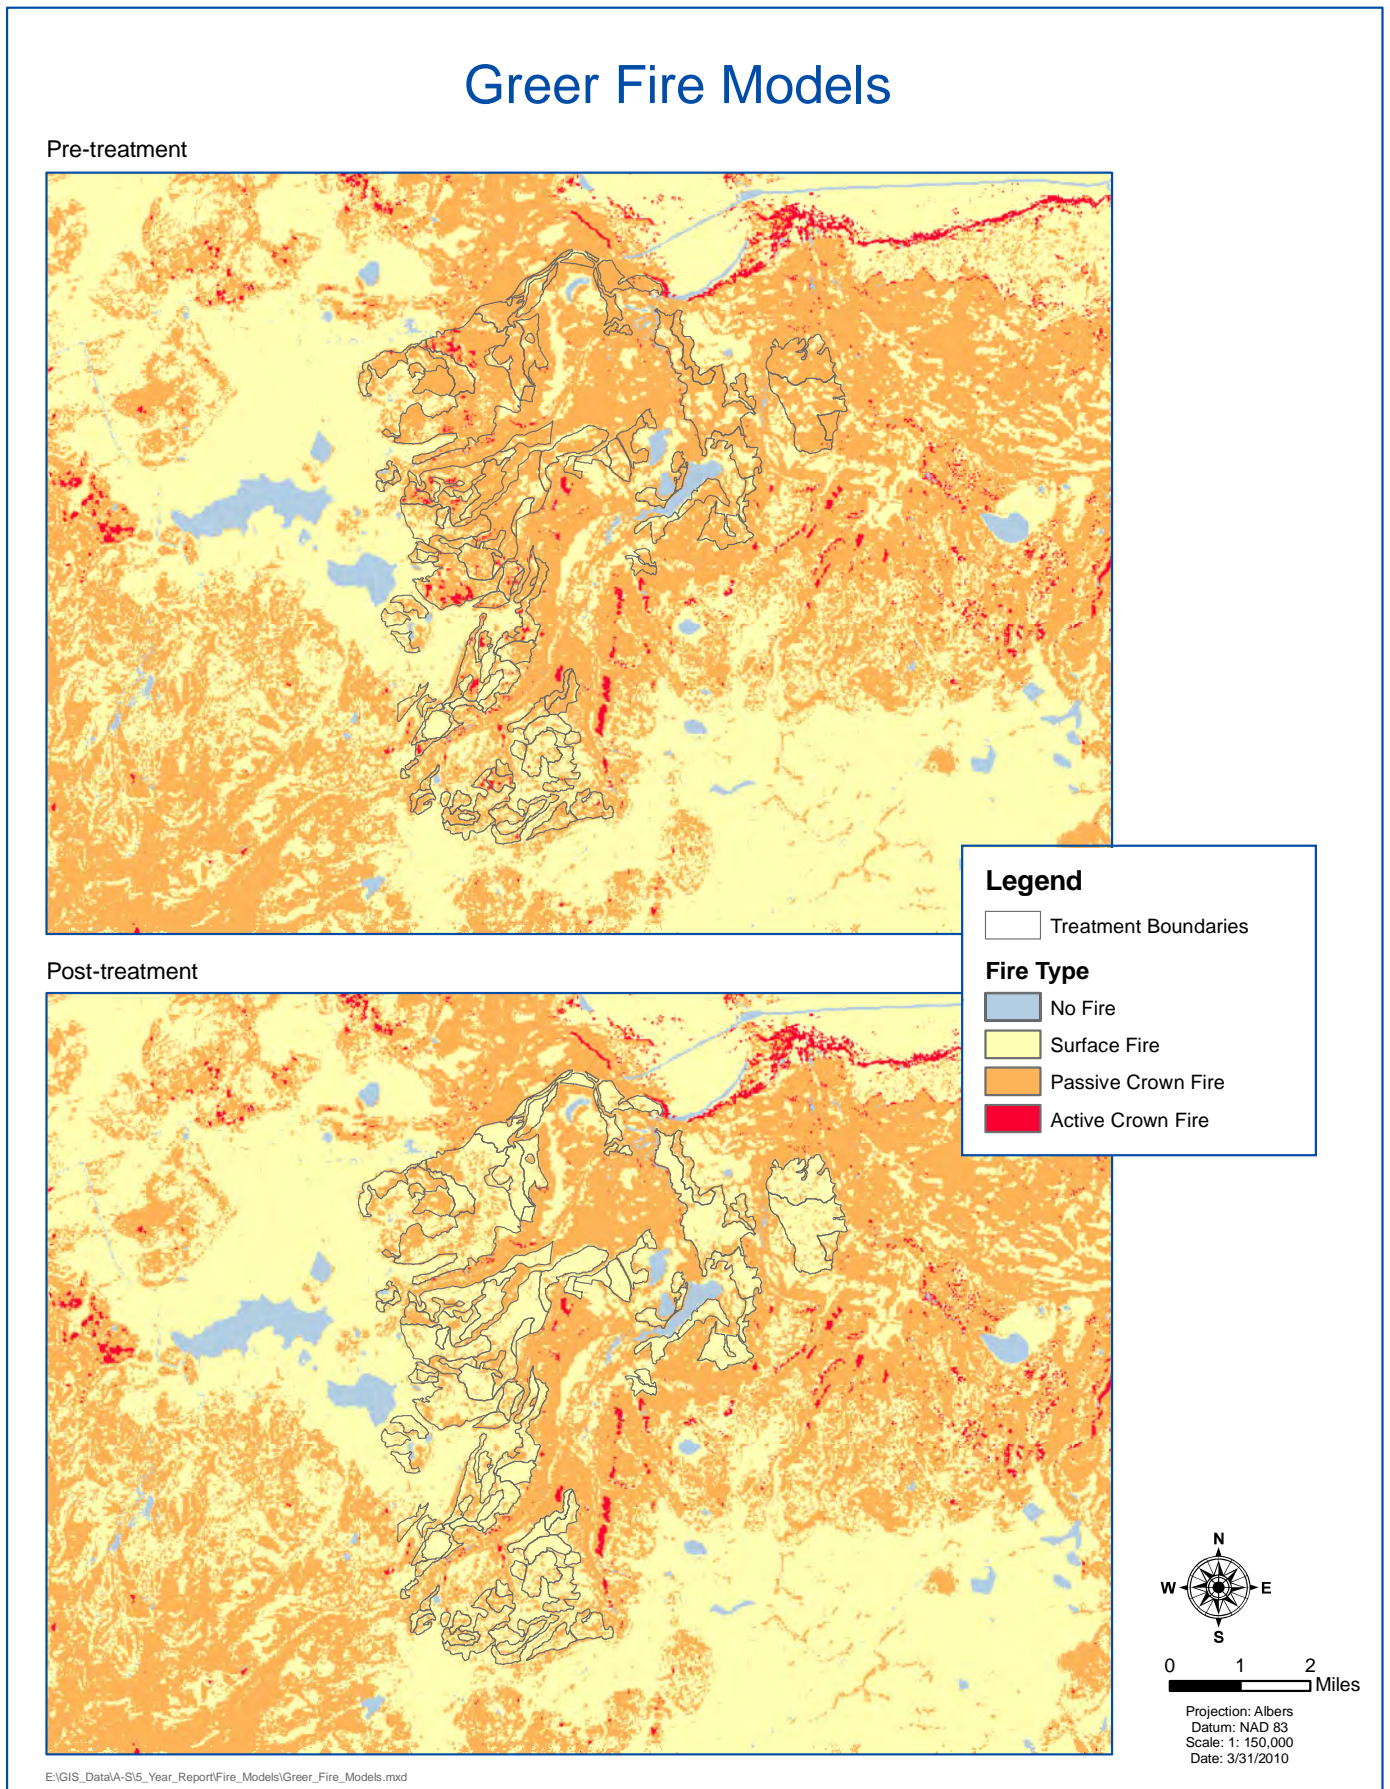 Greer Fire Models
Pre-treatment
Legend
Treatment Boundaries
Fire Type
No Fire
Surface Fire
Passive Crown Fire
Active Crown Fire
Post-treatment
N
W E
S
0 1 2
Miles
Projection: Albers
Datum: NAD 83
Scale: 1: 150,000
Date: 3/31/2010
E:\GIS_Data\A-S\5_Year_Report\Fire_Models\Greer_Fire_Models.mxd